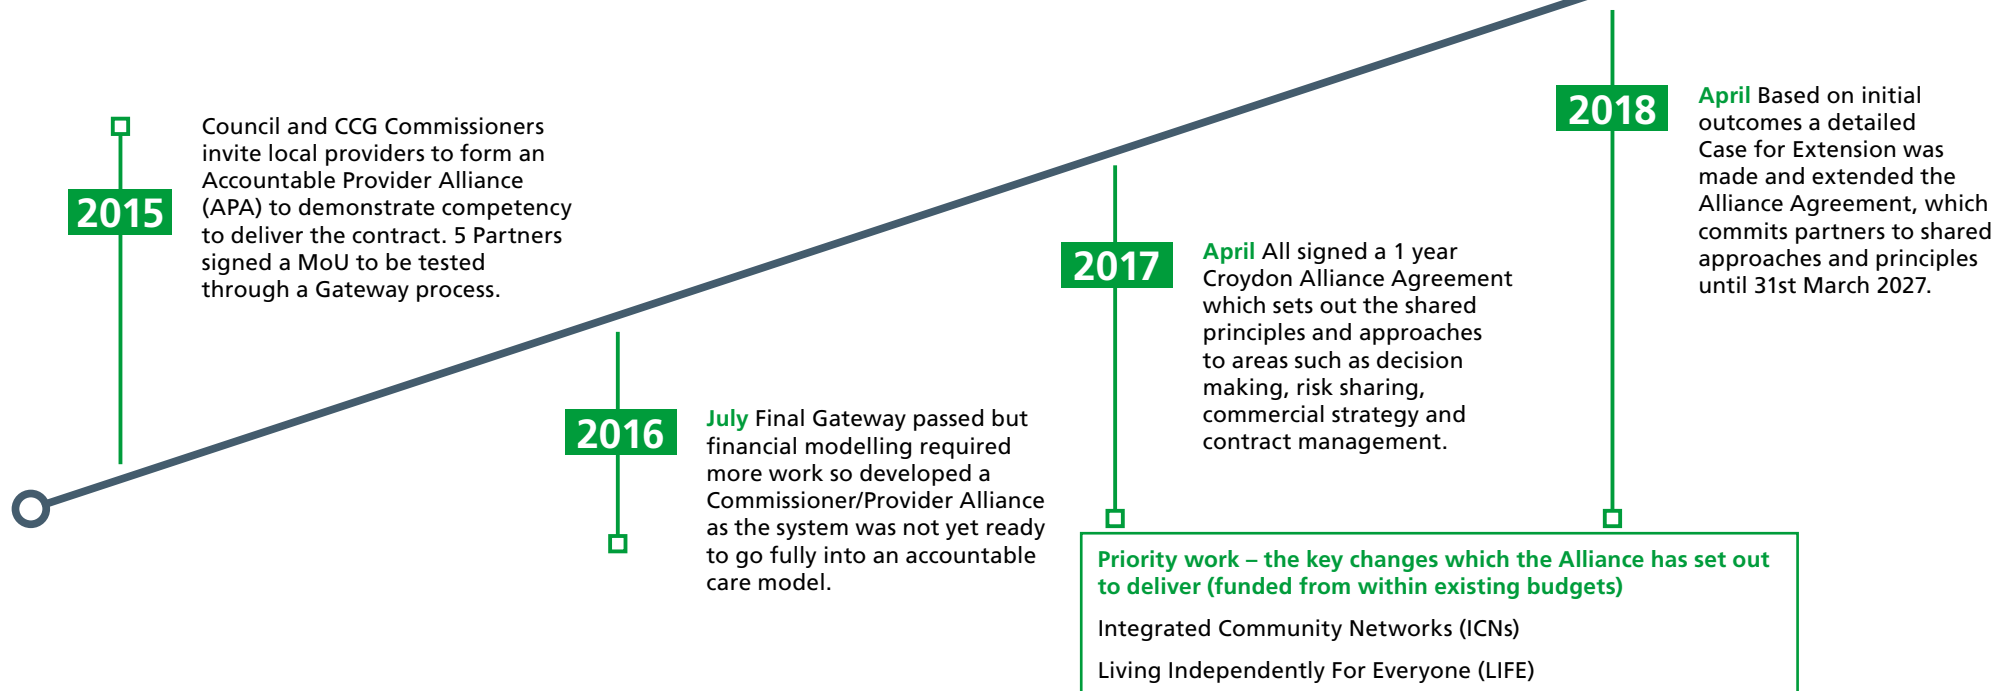 2015
Council and CCG Commissioners
invite local providers to form an
Accountable Provider Alliance
(APA) to demonstrate competency
to deliver the contract. 5 Partners
signed a MoU to be tested
through a Gateway process.
2016
July Final Gateway passed but
financial modelling required
more work so developed a
Commissioner/Provider Alliance
as the system was not yet ready
to go fully into an accountable
care model.
2017
April All signed a 1 year
Croydon Alliance Agreement
which sets out the shared
principles and approaches
to areas such as decision
making, risk sharing,
commercial strategy and
contract management.
2018
April Based on initial
outcomes a detailed
Case for Extension was
made and extended the
Alliance Agreement, which
commits partners to shared
approaches and principles
until 31st March 2027.
Priority work – the key changes which the Alliance has set out
to deliver (funded from within existing budgets)
Integrated Community Networks (ICNs)
Living Independently For Everyone (LIFE)